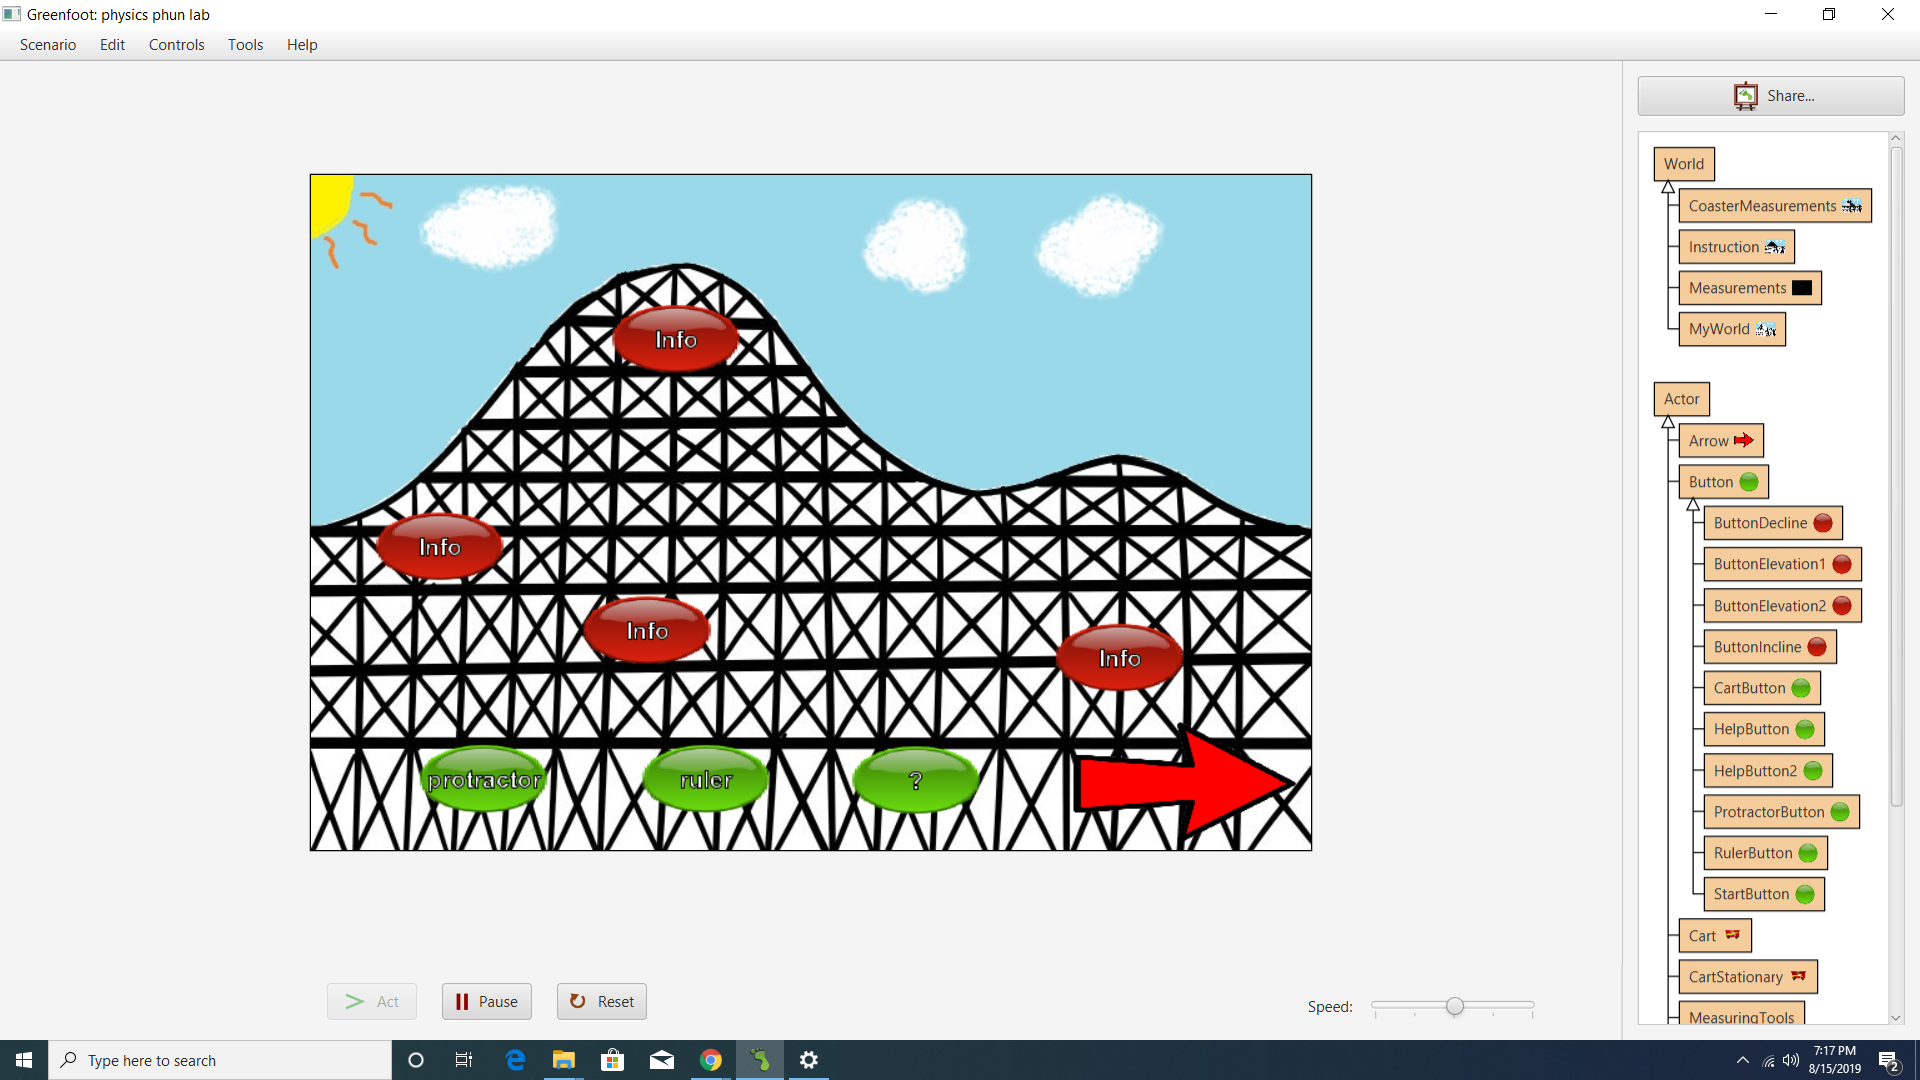 Greenfoot: physics phun lab
Scenario Edit Controls Tools Help
Share...
World
CoasterMeasurements
Instruction
Measurements
MyWorld
Actor
Arrow
Button
ButtonDecline
ButtonElevation1
ButtonElevation2
ButtonIncline
CartButton
HelpButton
HelpButton2
ProtractorButton
RulerButton
StartButton
Cart
CartStationary
MeasuringTools
Info
Info
Info
Info
protractor
ruler
?
Act
Pause
Reset
Speed:
Type here to search
7:17 PM
8/15/2019
2